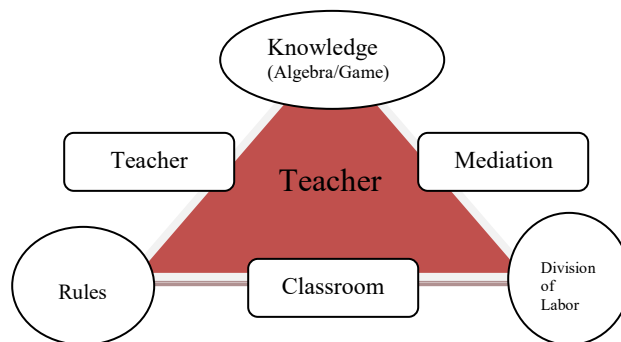 Knowledge
(Algebra/Game)
Teacher
Mediation
Teacher
Rules
Classroom
Division
of
Labor